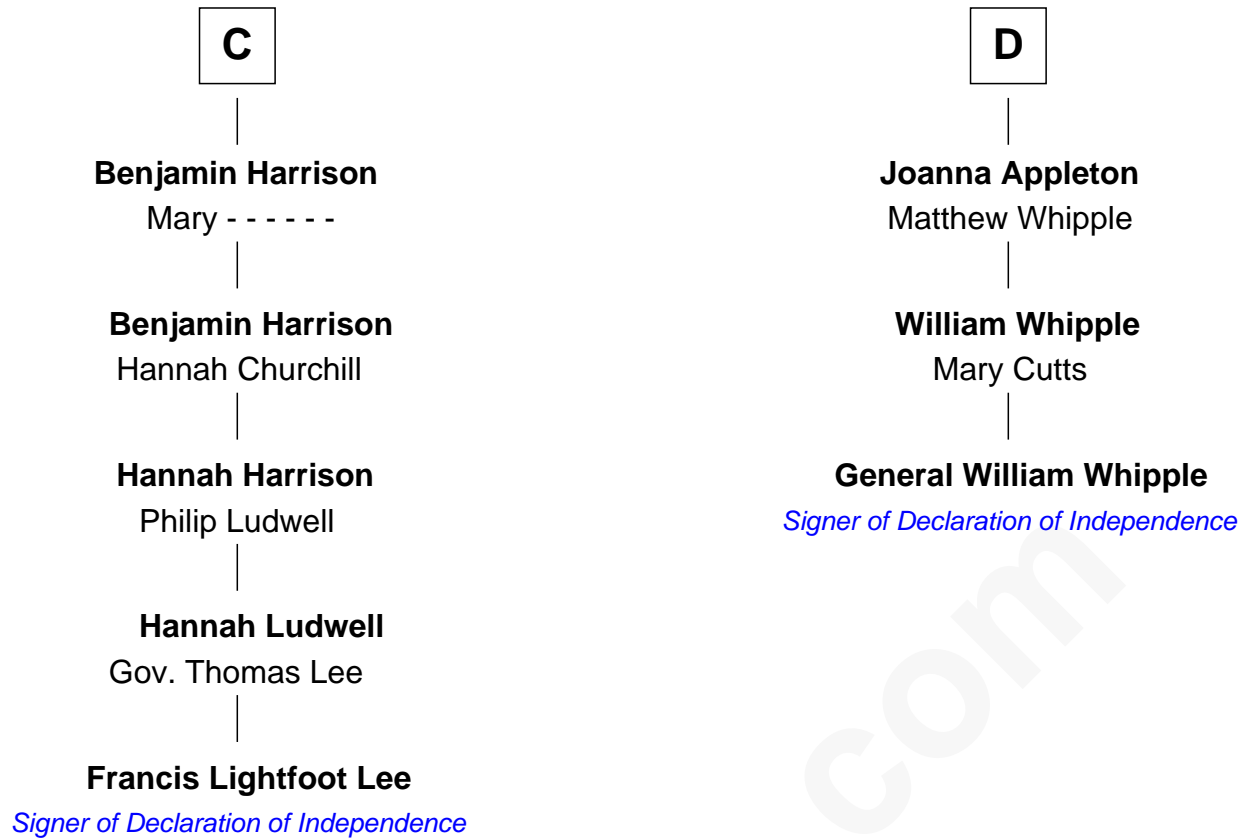 C
Benjamin Harrison
Mary - - - - - -
Benjamin Harrison
Hannah Churchill
Hannah Harrison
Philip Ludwell
Hannah Ludwell
Gov. Thomas Lee
Francis Lightfoot Lee
Signer of Declaration of Independence
D
Joanna Appleton
Matthew Whipple
William Whipple
Mary Cutts
General William Whipple
Signer of Declaration of Independence
com